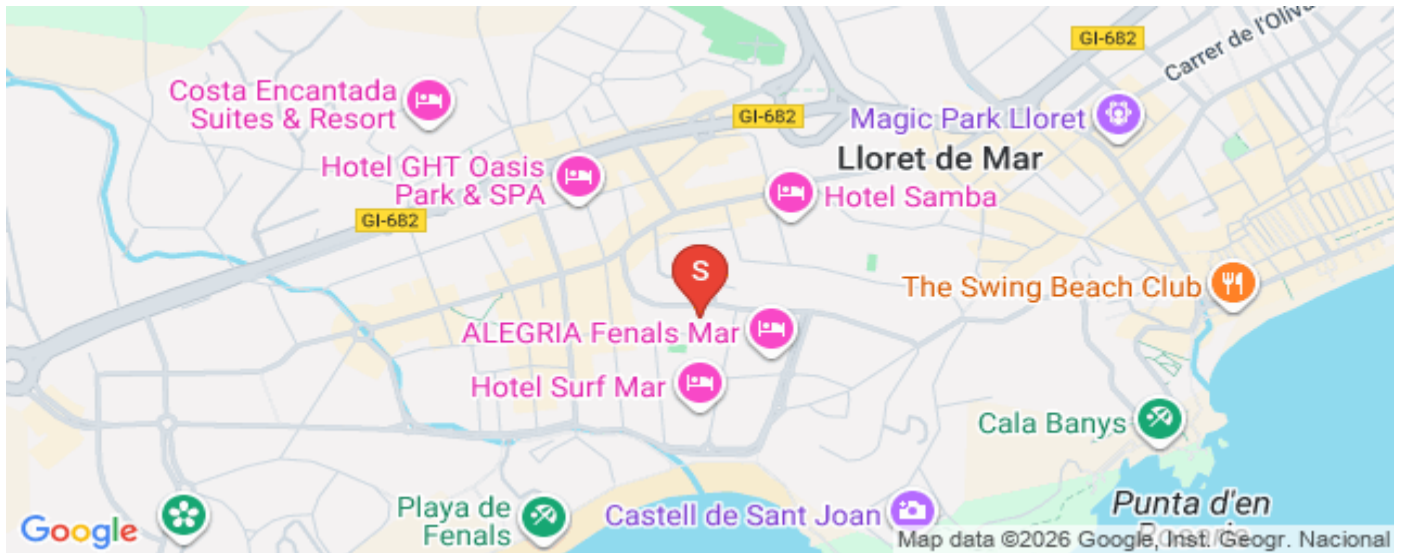 GI-682
Carrer de l'Oliva
Costa Encantada
Suites & Resort
GI-682
Magic Park Lloret
Lloret de Mar
Hotel GHT Oasis
Park & SPA
Hotel Samba
GI-682
S
The Swing Beach Club
ALEGRIA Fenals Mar
Hotel Surf Mar
Cala Banys
Playa de
Fenals
Castell de Sant Joan
Punta d'en
Google
Map data ©2026 Google, Inst. Geogr. Nacional